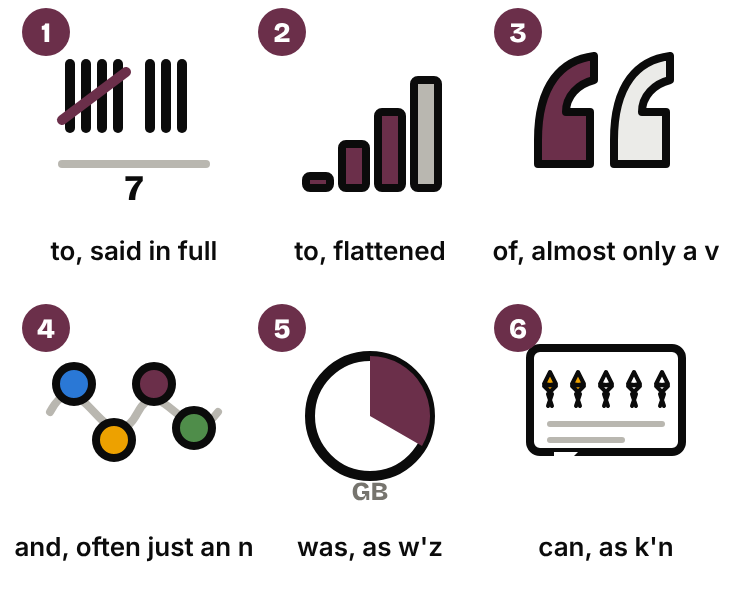 1
2
3
7
to, said in full
to, flattened
of, almost only a v
4
5
6
GB
and, often just an n
was, as w'z
can, as k'n